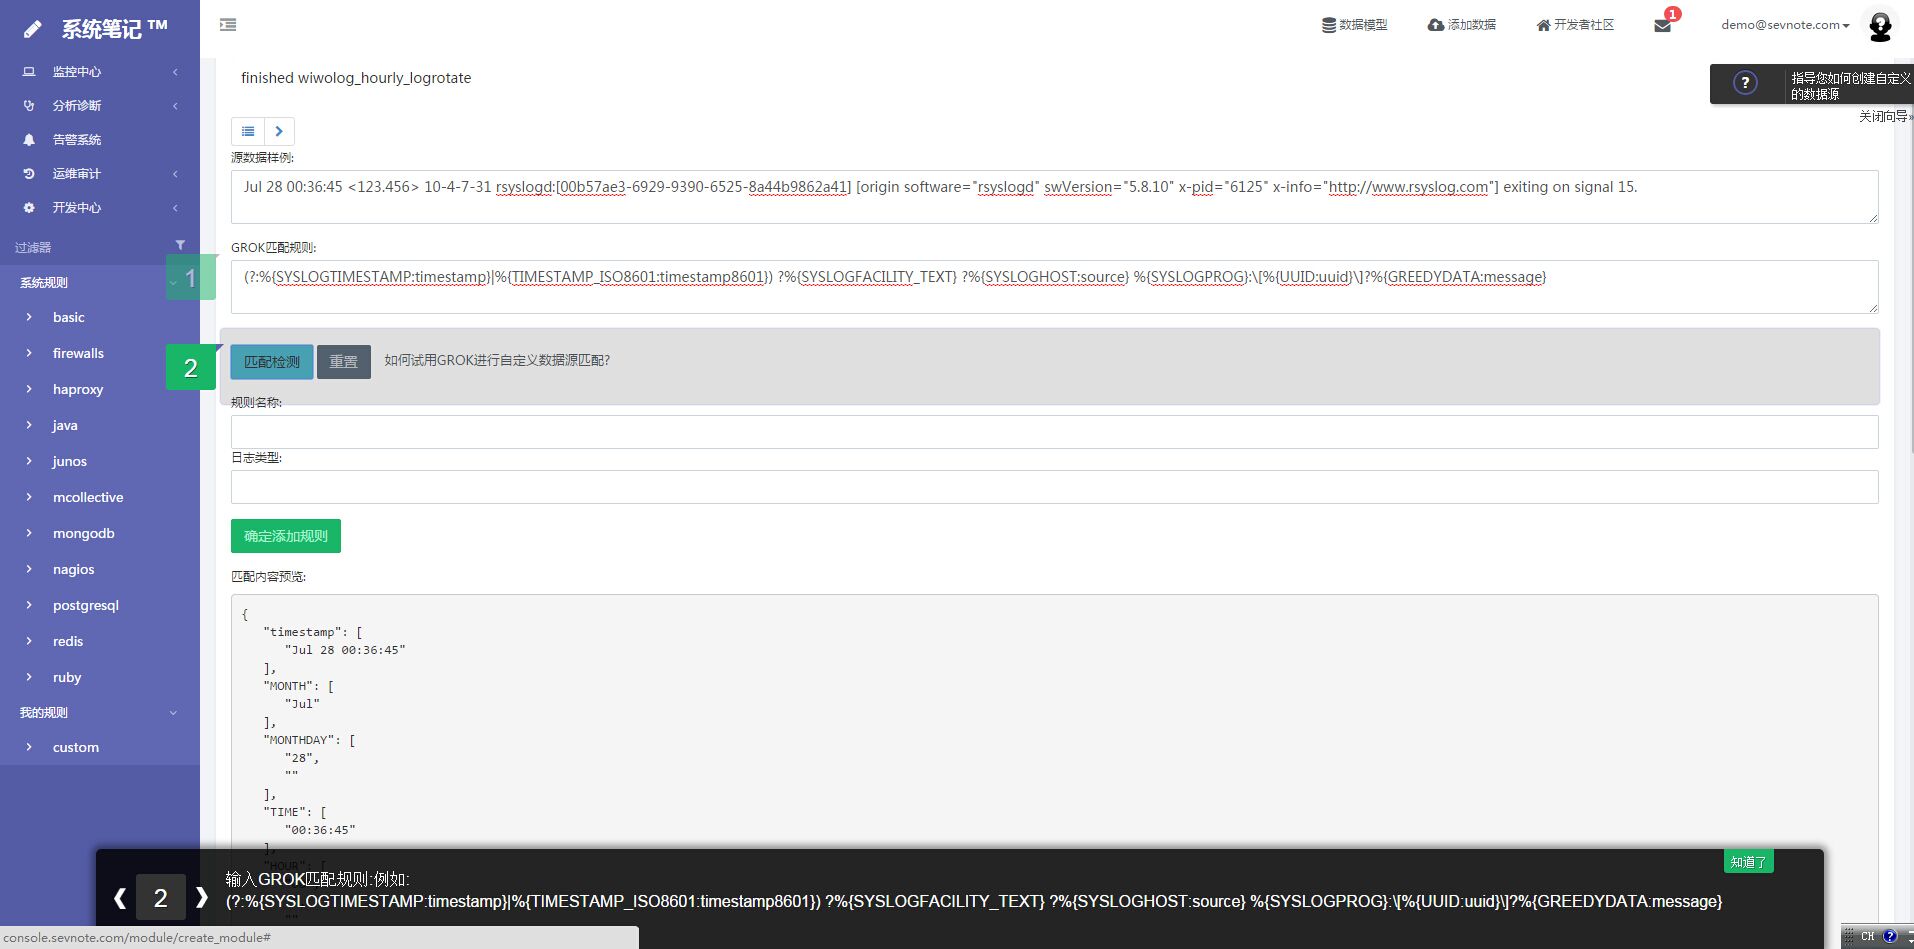 系统笔记 ™
数据模型
添加数据
开发者社区
1
demo@sevnote.com
监控中心
分析诊断
告警系统
运维审计
开发中心
过滤器
系统规则
basic
firewalls
haproxy
java
junos
mcollective
mongodb
nagios
postgresql
redis
ruby
我的规则
custom
finished wiwolog_hourly_logrotate
?
指导您如何创建自定义
的数据源
关闭向导»
源数据样例:
Jul 28 00:36:45 <123.456> 10-4-7-31 rsyslogd:[00b57ae3-6929-9390-6525-8a44b9862a41] [origin software="rsyslogd" swVersion="5.8.10" x-pid="6125" x-info="http://www.rsyslog.com"] exiting on signal 15.
GROK匹配规则:
1
(?:%{SYSLOGTIMESTAMP:timestamp}|%{TIMESTAMP_ISO8601:timestamp8601}) ?%{SYSLOGFACILITY_TEXT} ?%{SYSLOGHOST:source} %{SYSLOGPROG}:\[%{UUID:uuid}\]?%{GREEDYDATA:message}
2
匹配检测 重置 如何试用GROK进行自定义数据源匹配?
规则名称:
日志类型:
确定添加规则
匹配内容预览:
{
"timestamp": [
"Jul 28 00:36:45"
],
"MONTH": [
"Jul"
],
"MONTHDAY": [
"28",
""
],
"TIME": [
"00:36:45"
],
"HOUR": [
知道了
❮ 2 ❯
输入GROK匹配规则:例如:
(?:%{SYSLOGTIMESTAMP:timestamp}|%{TIMESTAMP_ISO8601:timestamp8601}) ?%{SYSLOGFACILITY_TEXT} ?%{SYSLOGHOST:source} %{SYSLOGPROG}:\[%{UUID:uuid}\]?%{GREEDYDATA:message}
""
console.sevnote.com/module/create_module#
CH ?